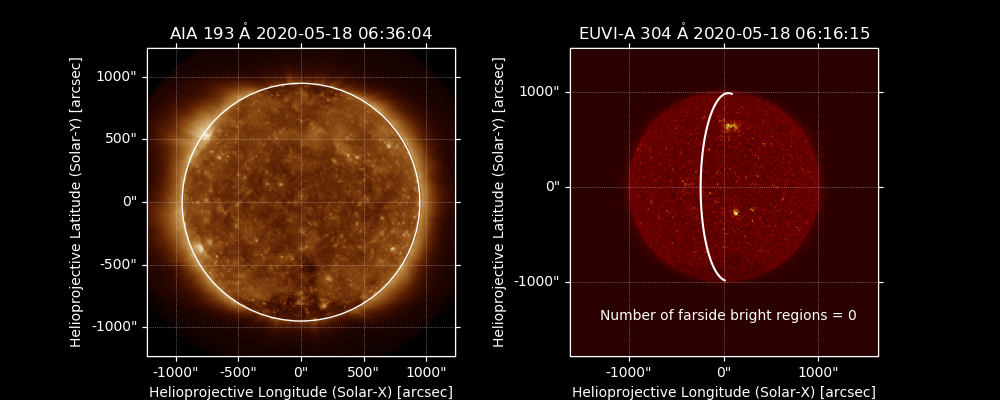 AIA 193 Å 2020-05-18 06:36:04
1000"
500"
0"
-500"
-1000"
-1000"
-500"
0"
500"
1000"
Helioprojective Latitude (Solar-Y) [arcsec]
Helioprojective Longitude (Solar-X) [arcsec]
EUVI-A 304 Å 2020-05-18 06:16:15
1000"
0"
-1000"
-1000"
0"
1000"
Helioprojective Latitude (Solar-Y) [arcsec]
Number of farside bright regions = 0
Helioprojective Longitude (Solar-X) [arcsec]